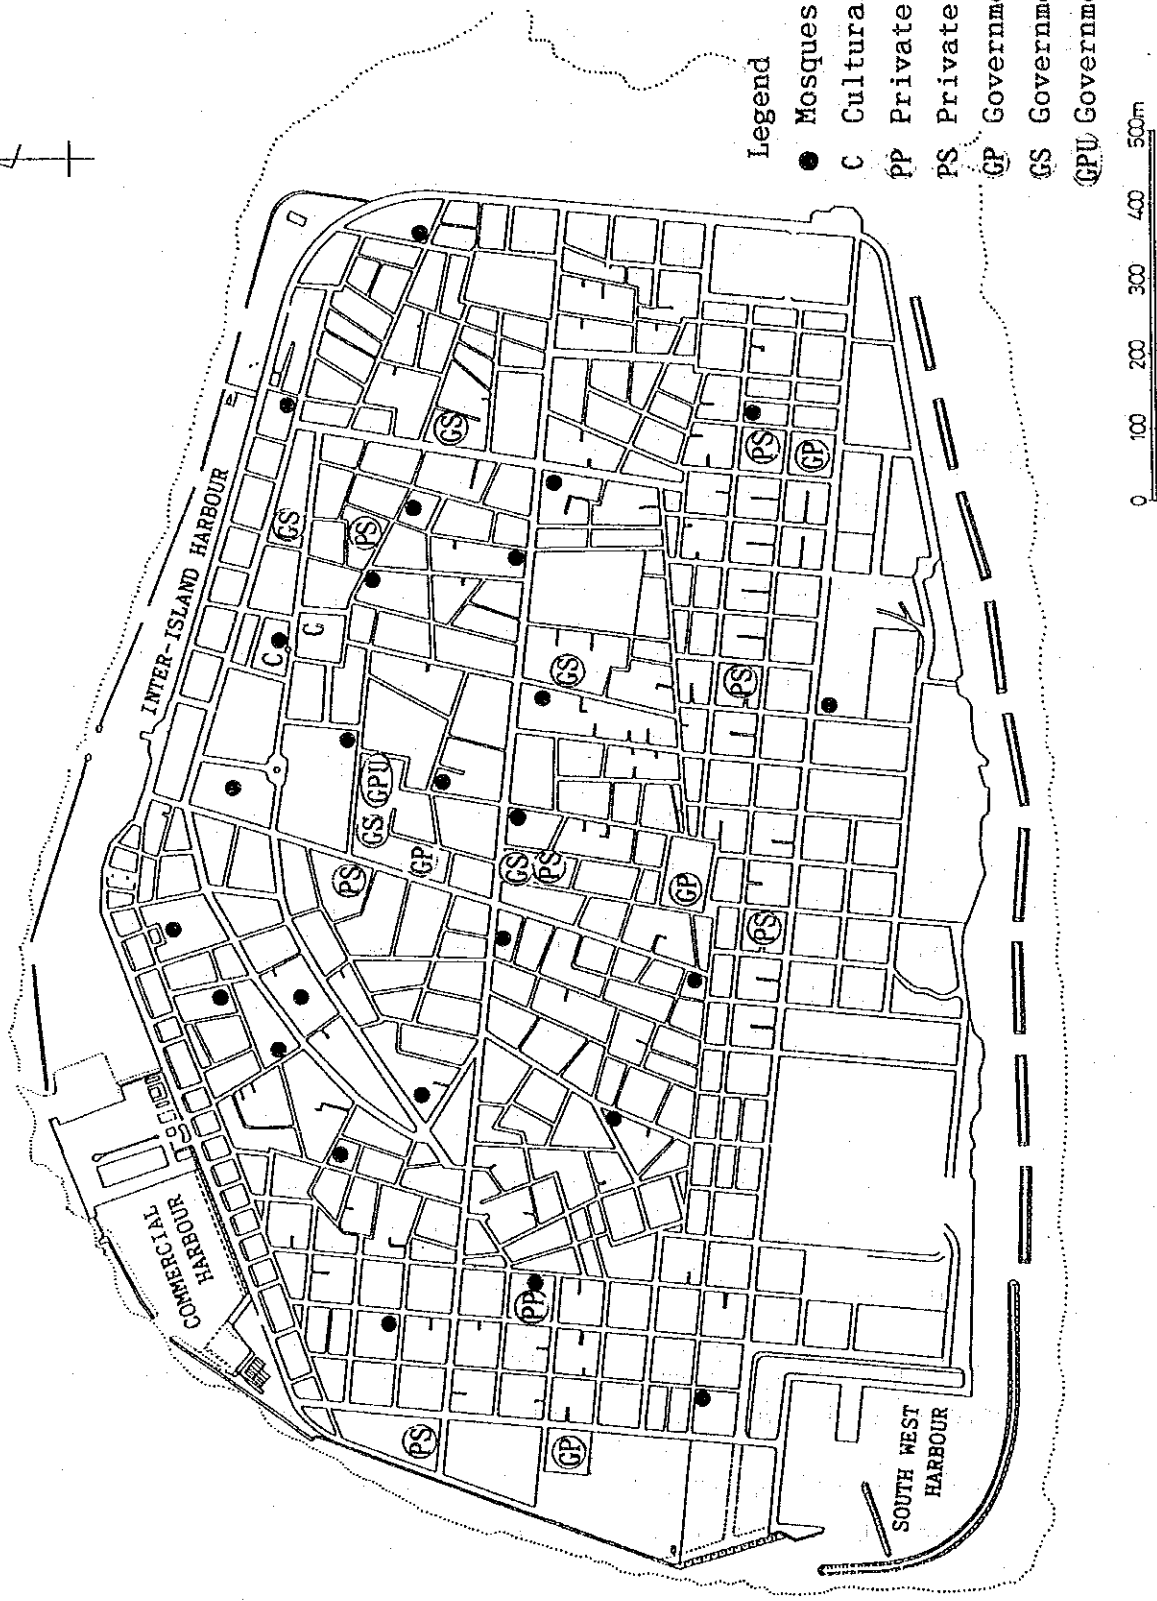 INTER-ISLAND HARBOUR
COMMERCIAL
HARBOUR
SOUTH WEST
HARBOUR
GS
PS
GS
C
C
PS
GP
GS
PS
GPU
GS
GP
PS
GS
PS
GP
PS
PP
PS
GP
Legend
● Mosques
C Cultura
PP Private
PS Private
GP Governm
GS Governm
GPU Governm
0 100 200 300 400 500m